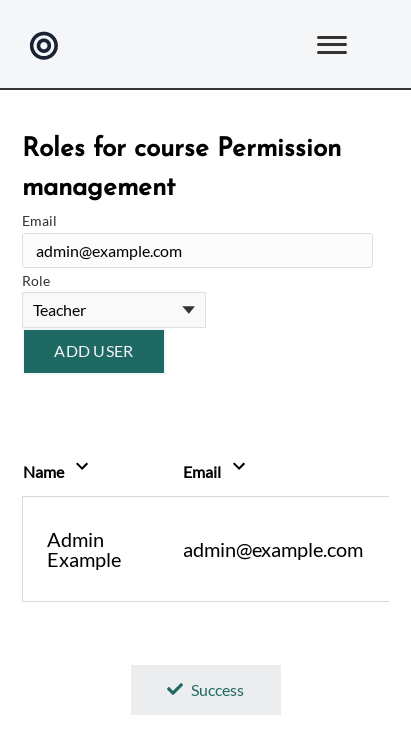 Roles for course Permission
management
Email
admin@example.com
Role
Teacher
ADD USER
Name Email
Admin
Example
admin@example.com
Success